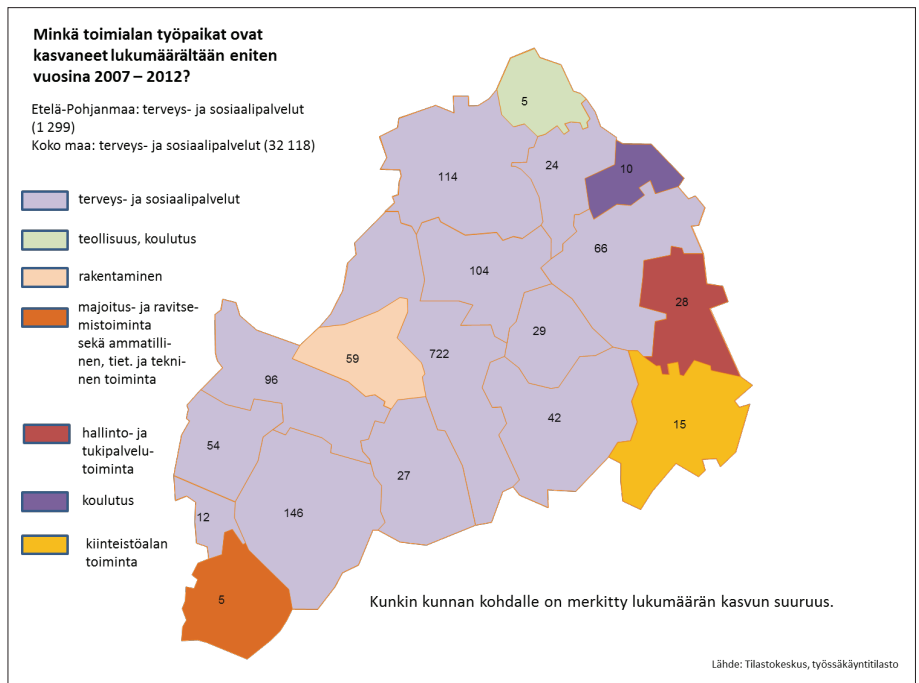 Minkä toimialan työpaikat ovat
kasvaneet lukumäärältään eniten
vuosina 2007 – 2012?
Etelä-Pohjanmaa: terveys- ja sosiaalipalvelut
(1 299)
Koko maa: terveys- ja sosiaalipalvelut (32 118)
terveys- ja sosiaalipalvelut
teollisuus, koulutus
rakentaminen
majoitus- ja ravitse-
mistoiminta
sekä ammatilli-
nen, tiet. ja tekni-
nen toiminta
hallinto- ja
tukipalvelu-
toiminta
koulutus
kiinteistöalan
toiminta
5
24
10
114
66
104
28
29
722
59
96
42
15
54
27
12
146
5
Kunkin kunnan kohdalle on merkitty lukumäärän kasvun suuruus.
Lähde: Tilastokeskus, työssäkäyntitilasto